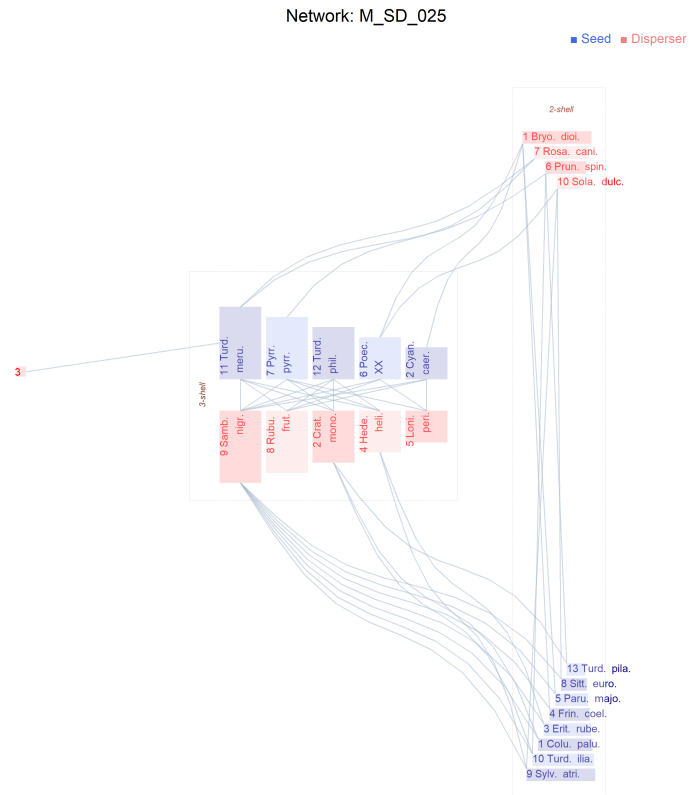 Network: M_SD_025
Seed Disperser
2-shell
1 Bryo. dioi.
7 Rosa. cani.
6 Prun. spin.
10 Sola. dulc.
3-shell
11 Turd.
meru.
7 Pyrr.
pyrr.
12 Turd.
phil.
6 Poec.
XX
2 Cyan.
caer.
3
9 Samb.
nigr.
8 Rubu.
frut.
2 Crat.
mono.
4 Hede.
heli.
5 Loni.
peri.
13 Turd. pila.
8 Sitt. euro.
5 Paru. majo.
4 Frin. coel.
3 Erit. rube.
1 Colu. palu.
10 Turd. ilia.
9 Sylv. atri.